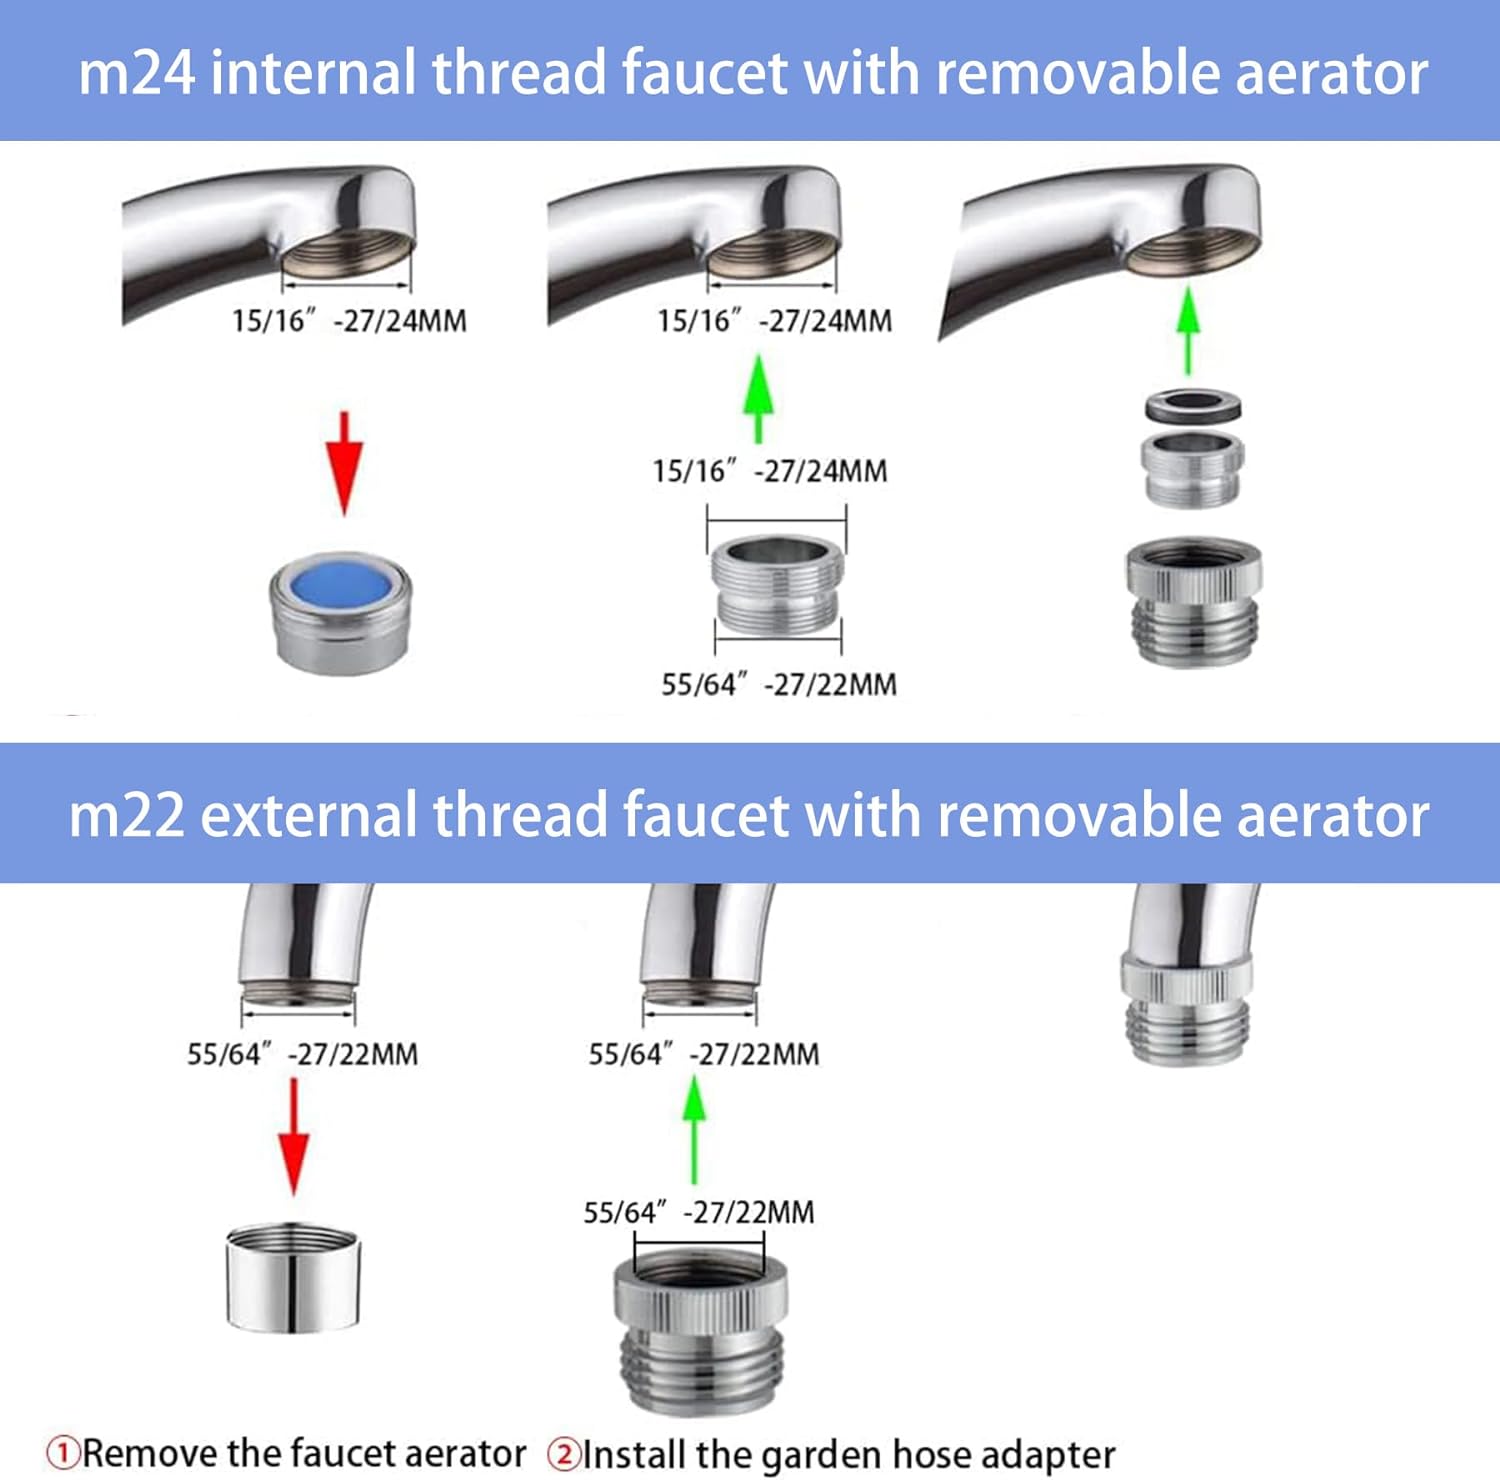 m24 internal thread faucet with removable aerator
15/16" -27/24MM
15/16" -27/24MM
15/16" -27/24MM
55/64" -27/22MM
m22 external thread faucet with removable aerator
55/64" -27/22MM
55/64" -27/22MM
55/64" -27/22MM
①Remove the faucet aerator ②Install the garden hose adapter